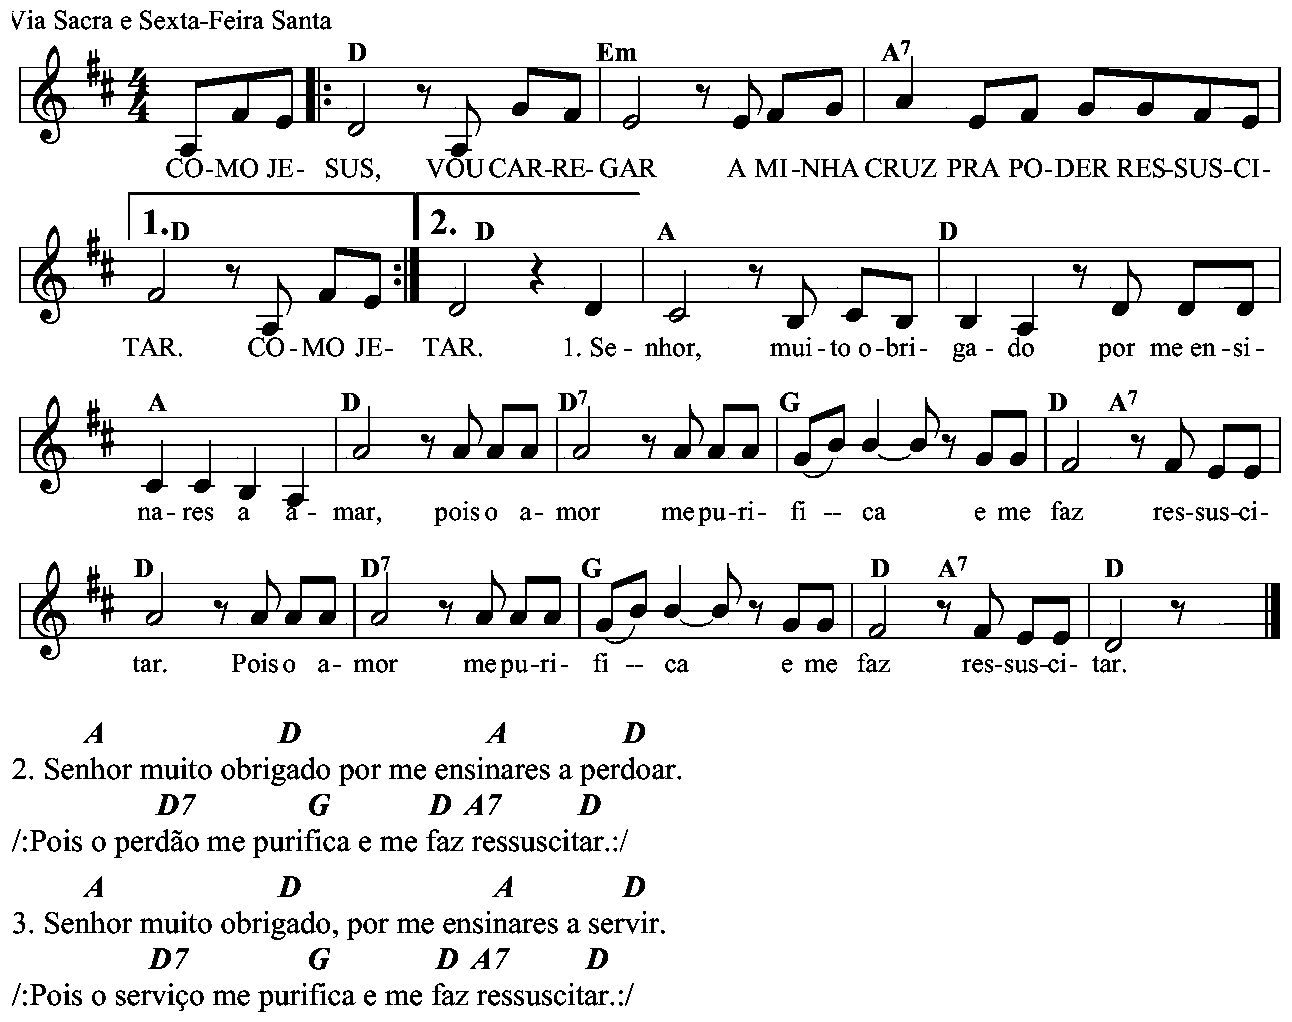 Via Sacra e Sexta-Feira Santa
D Em A7
CO-MO JE- SUS, VOU CAR-RE- GAR A MI-NHA CRUZ PRA PO-DER RES-SUS-CI-
1. D 2. D A D
TAR. CO-MO JE- TAR. 1. Se- nhor, mui-to o-bri- ga-do por me en-si-
A D D7 G D A7
na-res a a- mar, pois o a- mor me pu-ri- fi -- ca e me faz res-sus-ci-
D D7 G D A7 D
tar. Pois o a- mor me pu-ri- fi -- ca e me faz res-sus-ci- tar.
A D A D
2. Senhor muito obrigado por me ensinares a perdoar.
D7 G D A7 D
/:Pois o perdão me purifica e me faz ressuscitar.:/
A D A D
3. Senhor muito obrigado, por me ensinares a servir.
D7 G D A7 D
/:Pois o serviço me purifica e me faz ressuscitar.:/